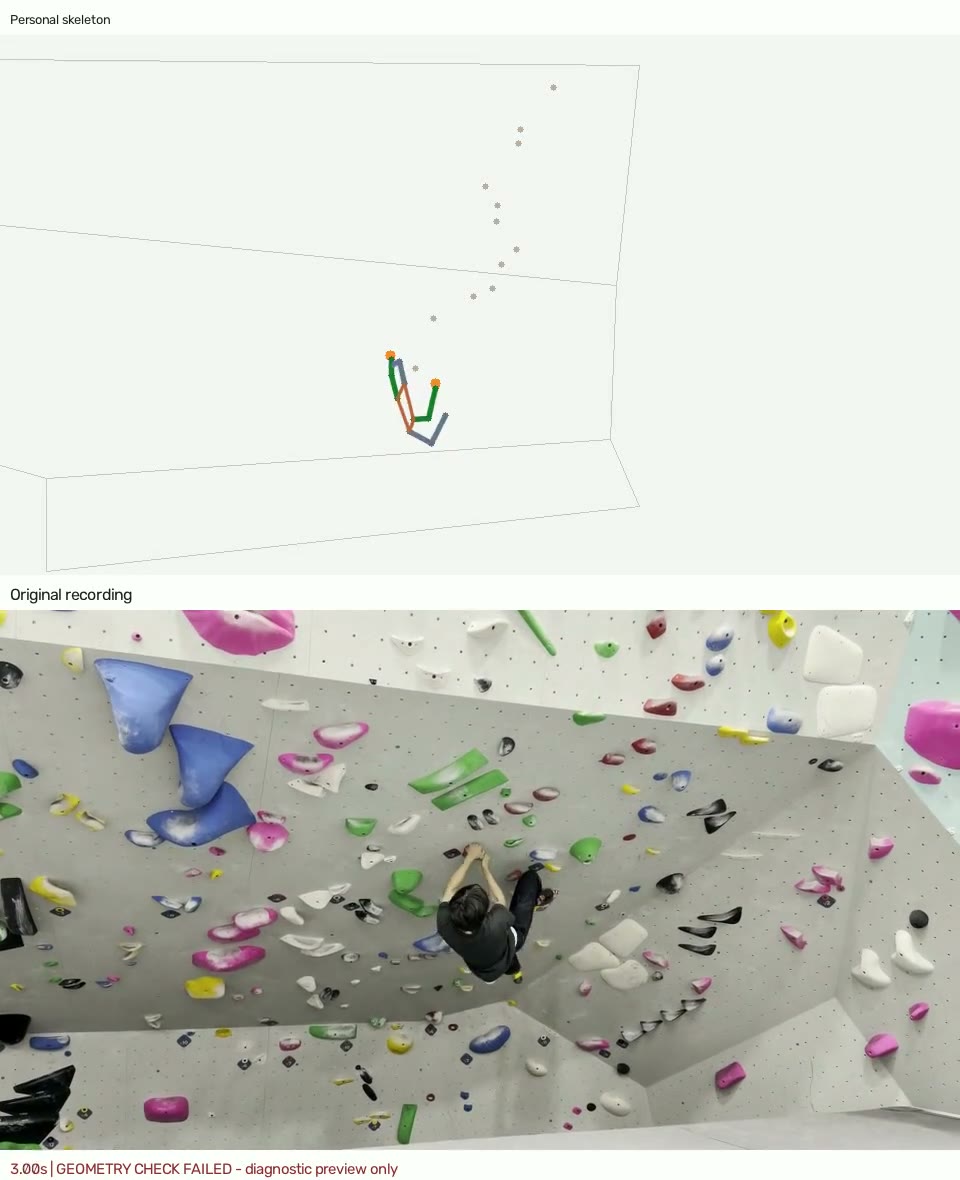 Personal skeleton
Original recording
3.00s | GEOMETRY CHECK FAILED - diagnostic preview only